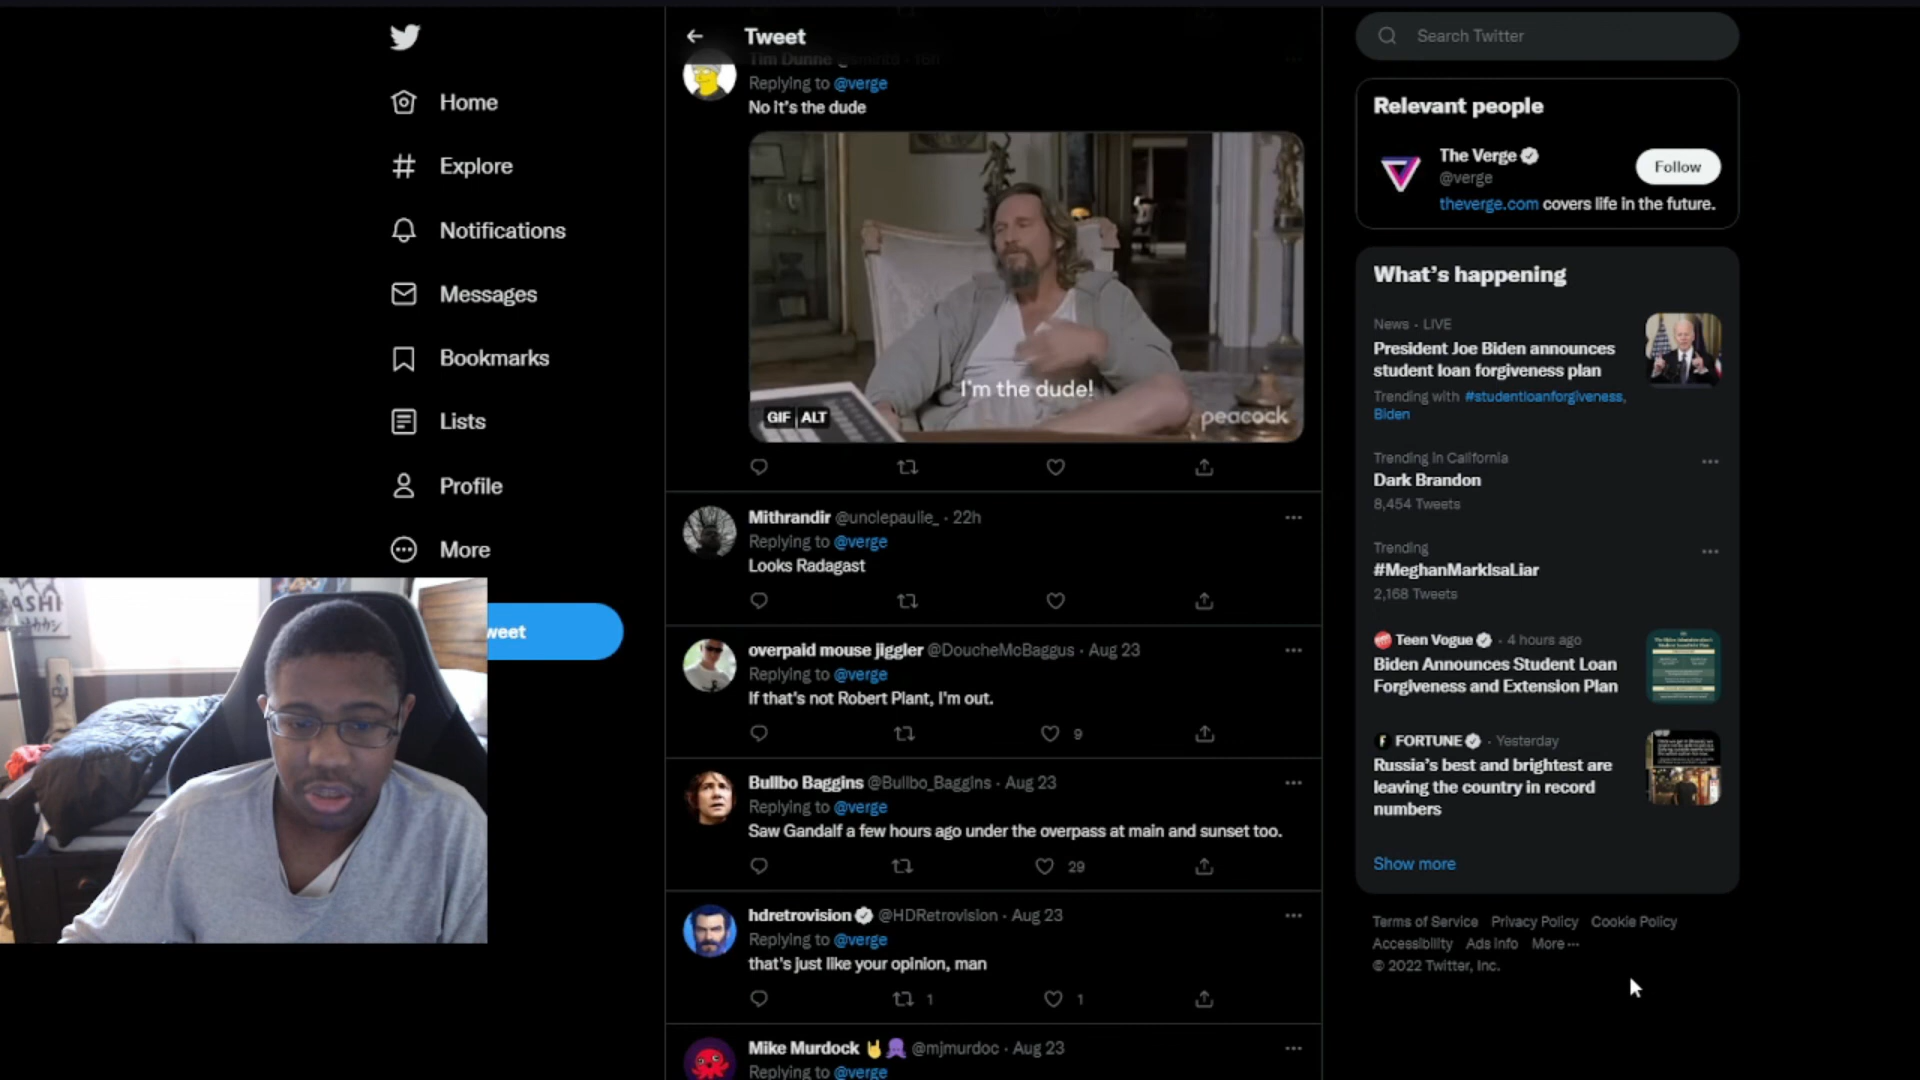 Home
Explore
Notifications
Messages
Bookmarks
Lists
Profile
More
weet
Tweet
Tim Dunne
Replying to @verge
No it's the dude
I'm the dude!
GIF ALT
peacock
Mithrandir @unclepaulie_ · 22h
Replying to @verge
Looks Radagast
overpaid mouse jiggler @DoucheMcBaggus · Aug 23
Replying to @verge
If that's not Robert Plant, I'm out.
9
Bullbo Baggins @Bullbo_Baggins · Aug 23
Replying to @verge
Saw Gandalf a few hours ago under the overpass at main and sunset too.
29
hdretrovision @HDRetrovision · Aug 23
Replying to @verge
that's just like your opinion, man
1 1
Mike Murdock 🤘🐙 @mjmurdoc · Aug 23
Replying to @verge
Search Twitter
Relevant people
The Verge
@verge
Follow
theverge.com covers life in the future.
What's happening
News · LIVE
President Joe Biden announces
student loan forgiveness plan
Trending with #studentloanforgiveness,
Biden
Trending in California
Dark Brandon
8,454 Tweets
Trending
#MeghanMarkIsaLiar
2,168 Tweets
Teen Vogue · 4 hours ago
Biden Announces Student Loan
Forgiveness and Extension Plan
FORTUNE · Yesterday
Russia's best and brightest are
leaving the country in record
numbers
Show more
Terms of Service Privacy Policy Cookie Policy
Accessibility Ads info More ···
© 2022 Twitter, Inc.